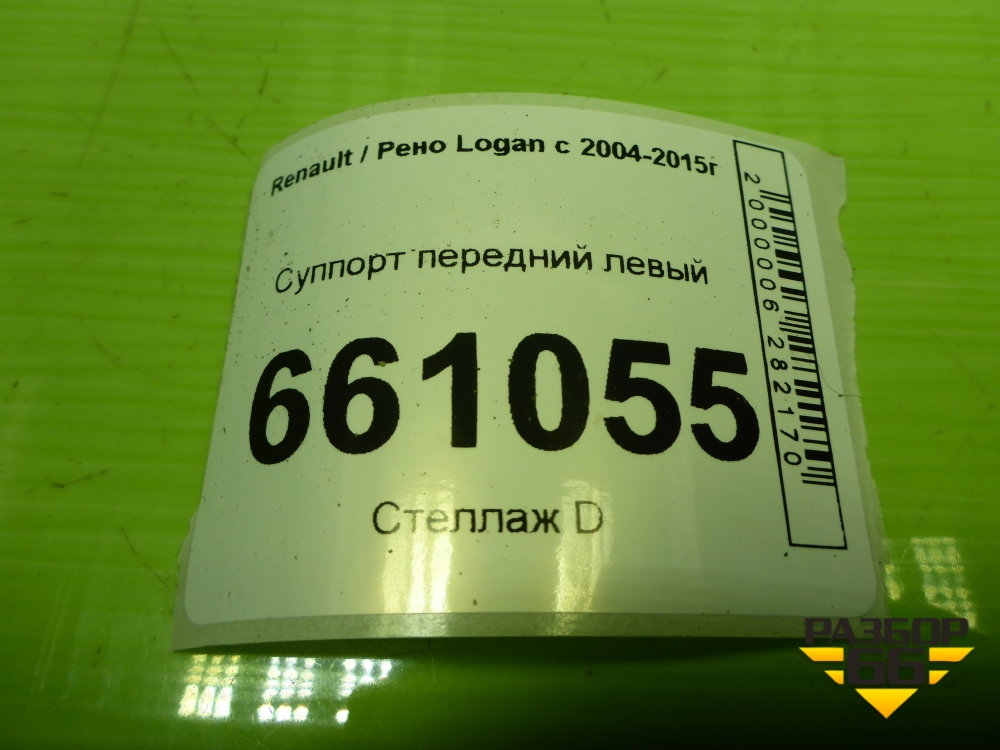 Renault / Рено Logan с 2004-2015г
Суппорт передний левый
661055
Стеллаж D
2000006282170
РАЗБОР
66